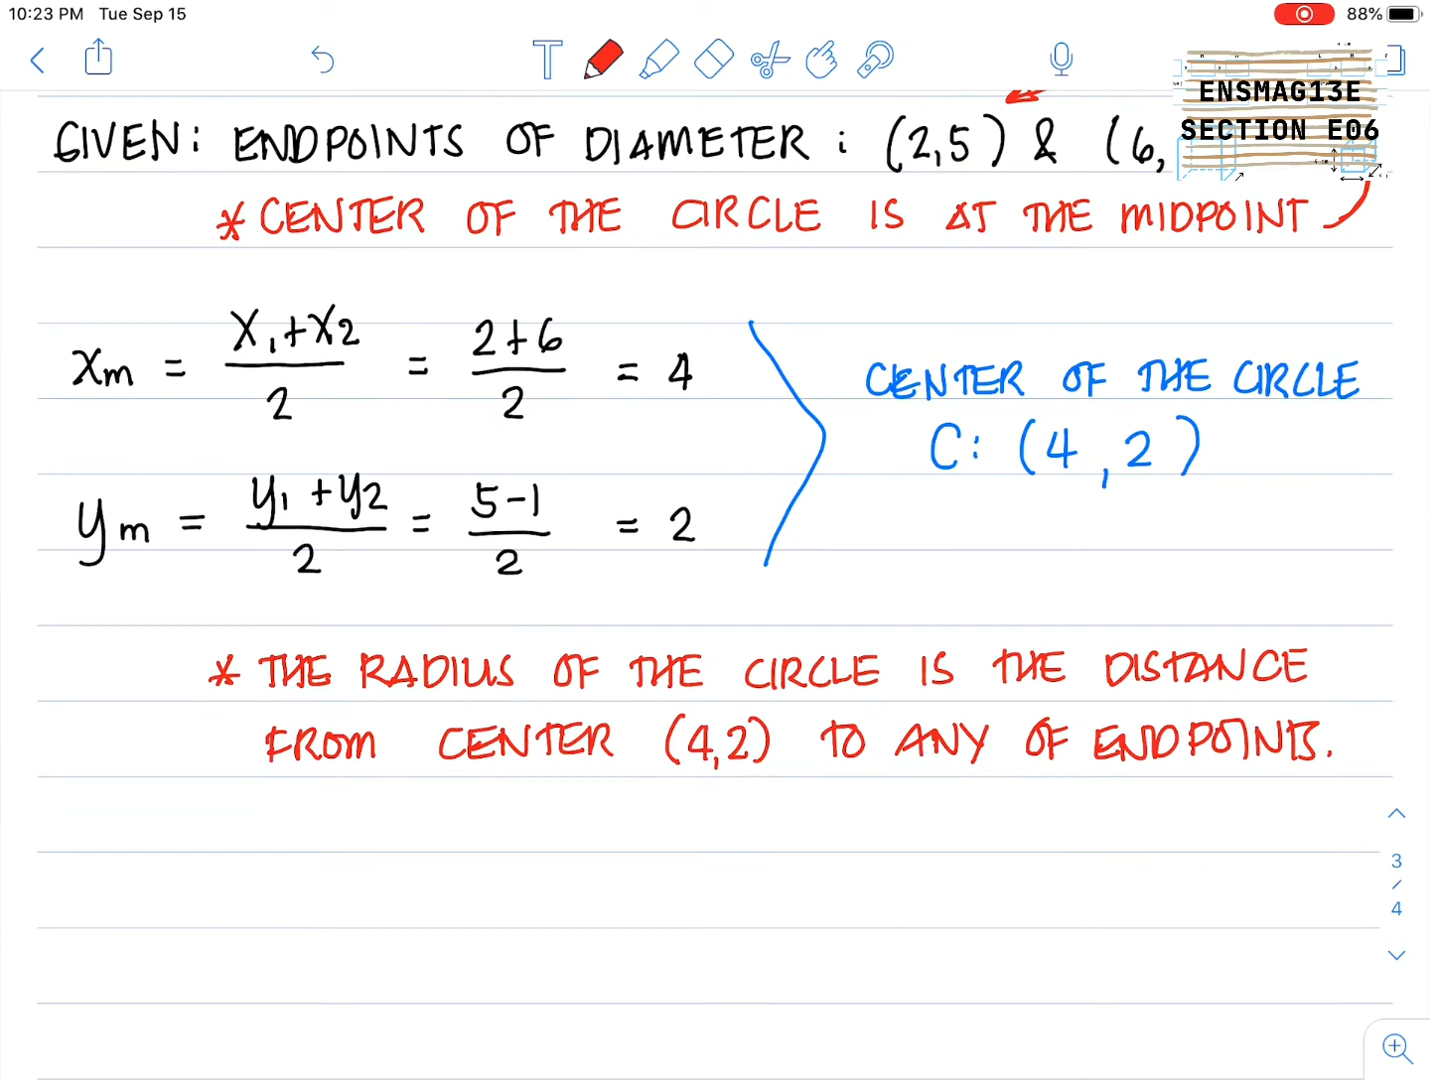 10:23 PM Tue Sep 15
88%
T
ENSMAG13E
SECTION E06
GIVEN: ENDPOINTS OF DIAMETER : (2,5) & (6,
* CENTER OF THE CIRCLE IS AT THE MIDPOINT
xm = x1+x2/2 = 2+6/2 = 4
CENTER OF THE CIRCLE
C: (4, 2)
ym = y1+y2/2 = 5-1/2 = 2
* THE RADIUS OF THE CIRCLE IS THE DISTANCE
FROM CENTER (4,2) TO ANY OF ENDPOINTS.
3
/
4